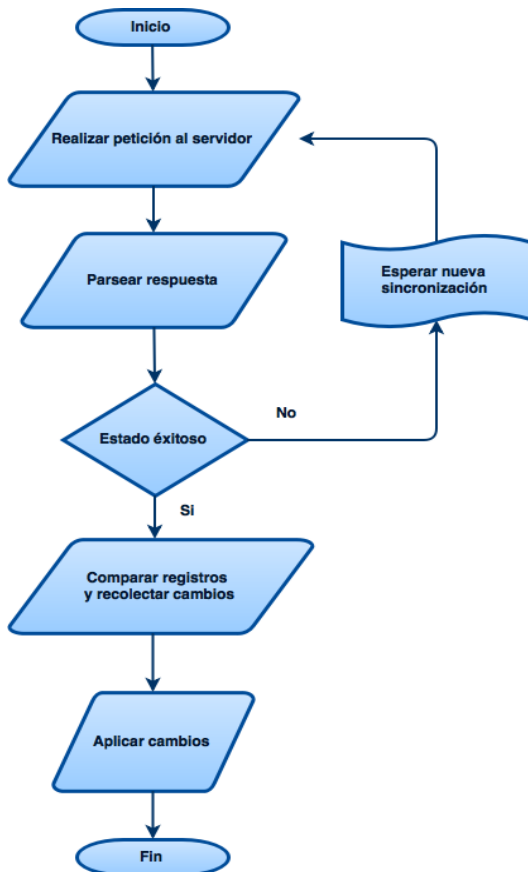 Inicio
Realizar petición al servidor
Parsear respuesta
Esperar nueva
sincronización
Estado éxitoso
No
Si
Comparar registros
y recolectar cambios
Aplicar cambios
Fin